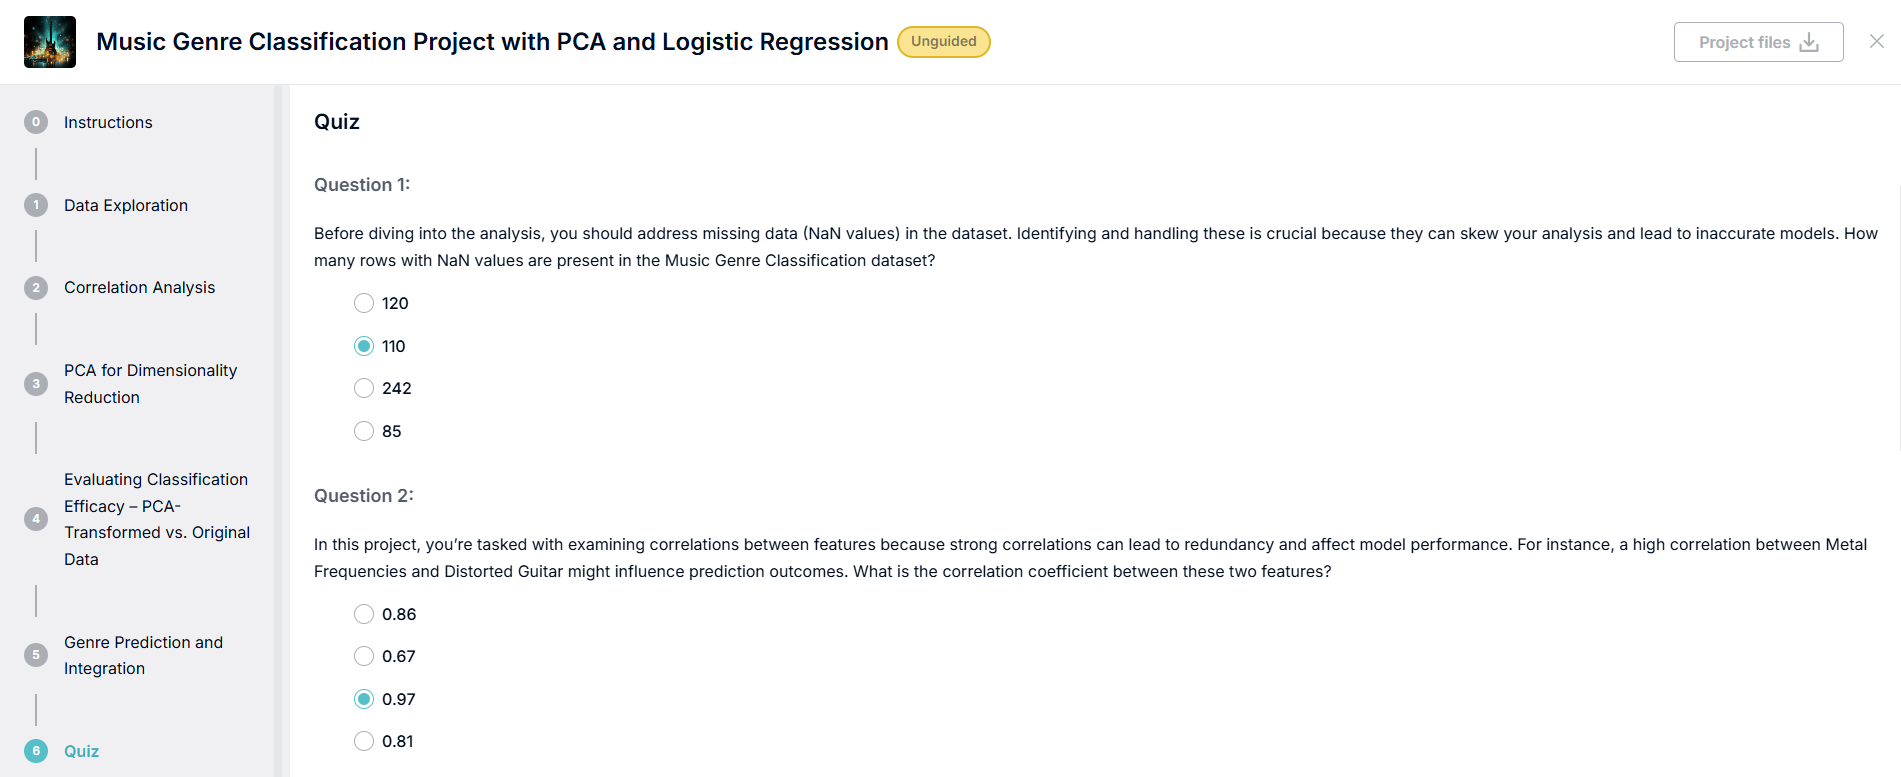 Music Genre Classification Project with PCA and Logistic Regression
Unguided
Project files
0
Instructions
1
Data Exploration
2
Correlation Analysis
3
PCA for Dimensionality
Reduction
4
Evaluating Classification
Efficacy – PCA-
Transformed vs. Original
Data
5
Genre Prediction and
Integration
6
Quiz
Quiz
Question 1:
Before diving into the analysis, you should address missing data (NaN values) in the dataset. Identifying and handling these is crucial because they can skew your analysis and lead to inaccurate models. How
many rows with NaN values are present in the Music Genre Classification dataset?
120
110
242
85
Question 2:
In this project, you’re tasked with examining correlations between features because strong correlations can lead to redundancy and affect model performance. For instance, a high correlation between Metal
Frequencies and Distorted Guitar might influence prediction outcomes. What is the correlation coefficient between these two features?
0.86
0.67
0.97
0.81